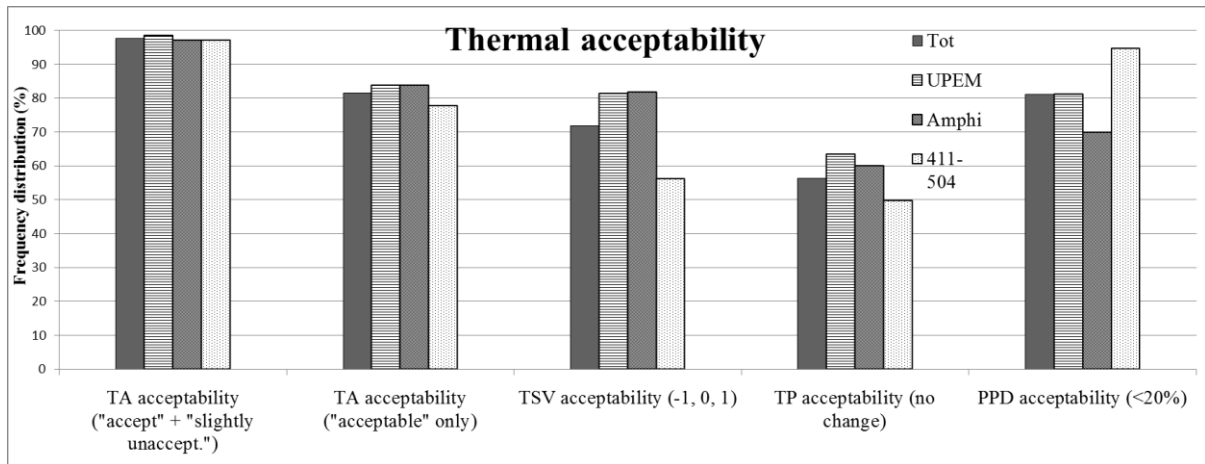 Thermal acceptability
Tot
UPEM
Amphi
411-
504
Frequency distribution (%)
100
90
80
70
60
50
40
30
20
10
0
TA acceptability
("accept" + "slightly
unaccept.")
TA acceptability
("acceptable" only)
TSV acceptability (-1, 0, 1)
TP acceptability (no
change)
PPD acceptability (<20%)